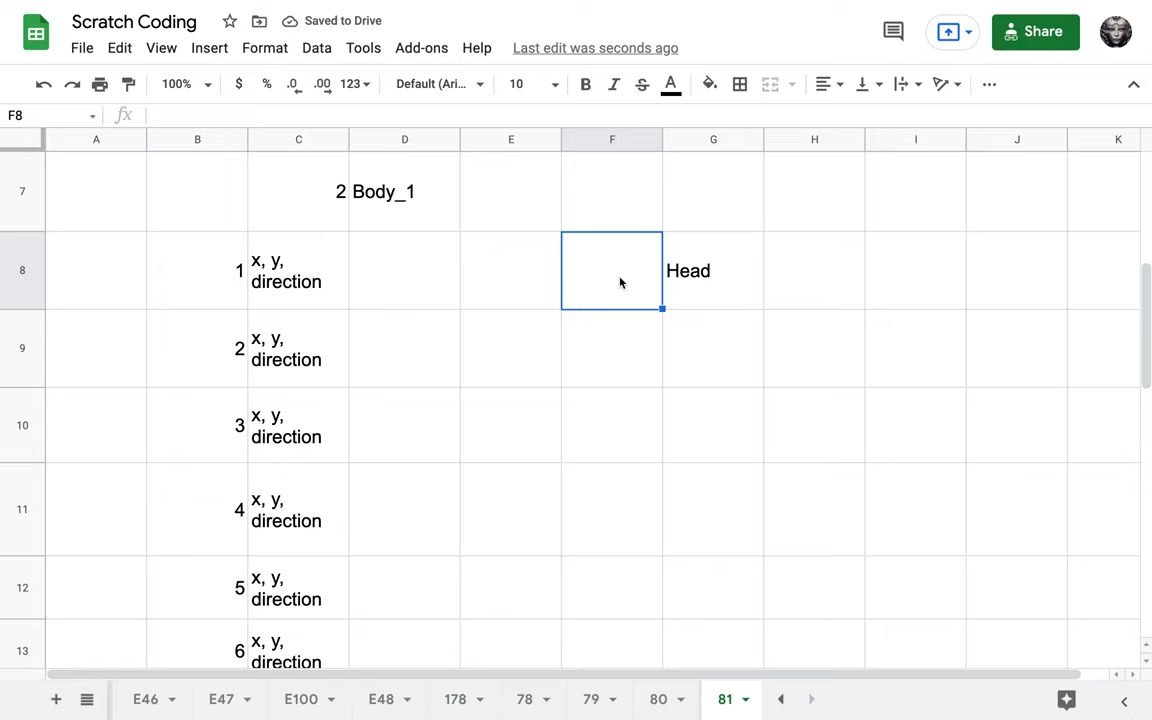 Scratch Coding
Saved to Drive
File Edit View Insert Format Data Tools Add-ons Help Last edit was seconds ago
Share
100% $ % .0 .00 123 Default (Ari... 10 B I S A
F8 fx
A B C D E F G H I J K
7 2 Body_1
8 1 x, y,
direction Head
9 2 x, y,
direction
10 3 x, y,
direction
11 4 x, y,
direction
12 5 x, y,
direction
13 6 x, y,
direction
E46 E47 E100 E48 178 78 79 80 81